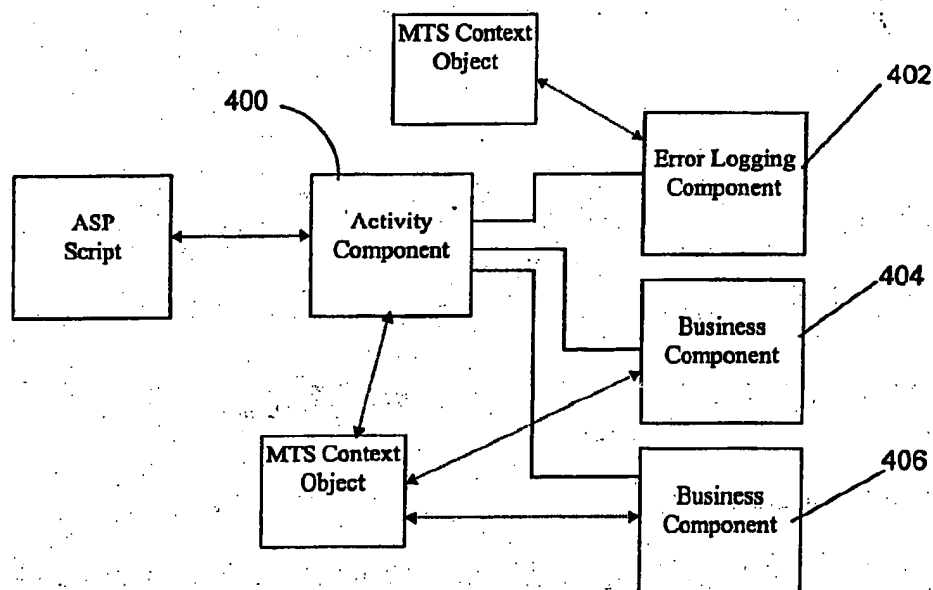 MTS Context
Object
402
400
Error Logging
Component
ASP
Script
Activity
Component
404
Business
Component
MTS Context
Object
406
Business
Component